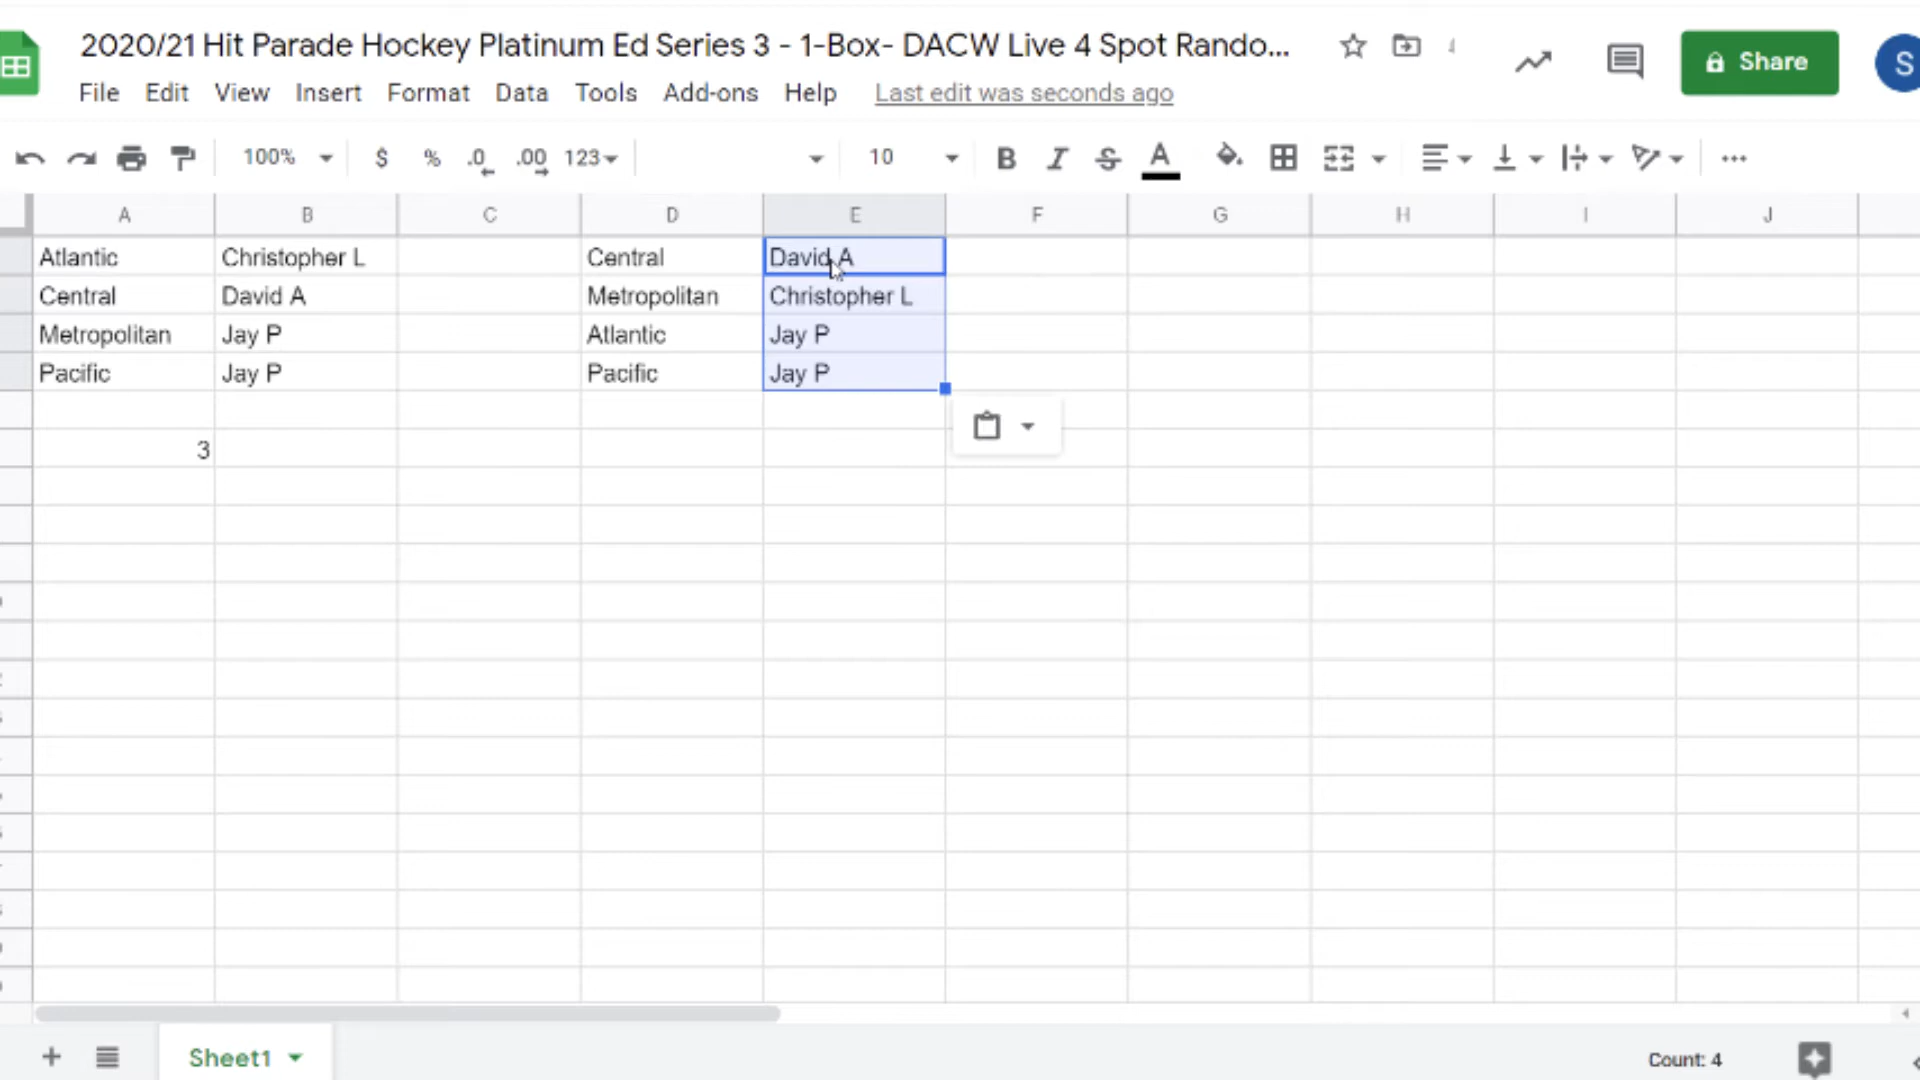 2020/21 Hit Parade Hockey Platinum Ed Series 3 - 1-Box- DACW Live 4 Spot Rando...
Share
S
File Edit View Insert Format Data Tools Add-ons Help Last edit was seconds ago
100% $ % .0 .00 123 10 B I S A
A B C D E F G H I J
Atlantic Christopher L Central David A
Central David A Metropolitan Christopher L
Metropolitan Jay P Atlantic Jay P
Pacific Jay P Pacific Jay P
3
Sheet1
Count: 4